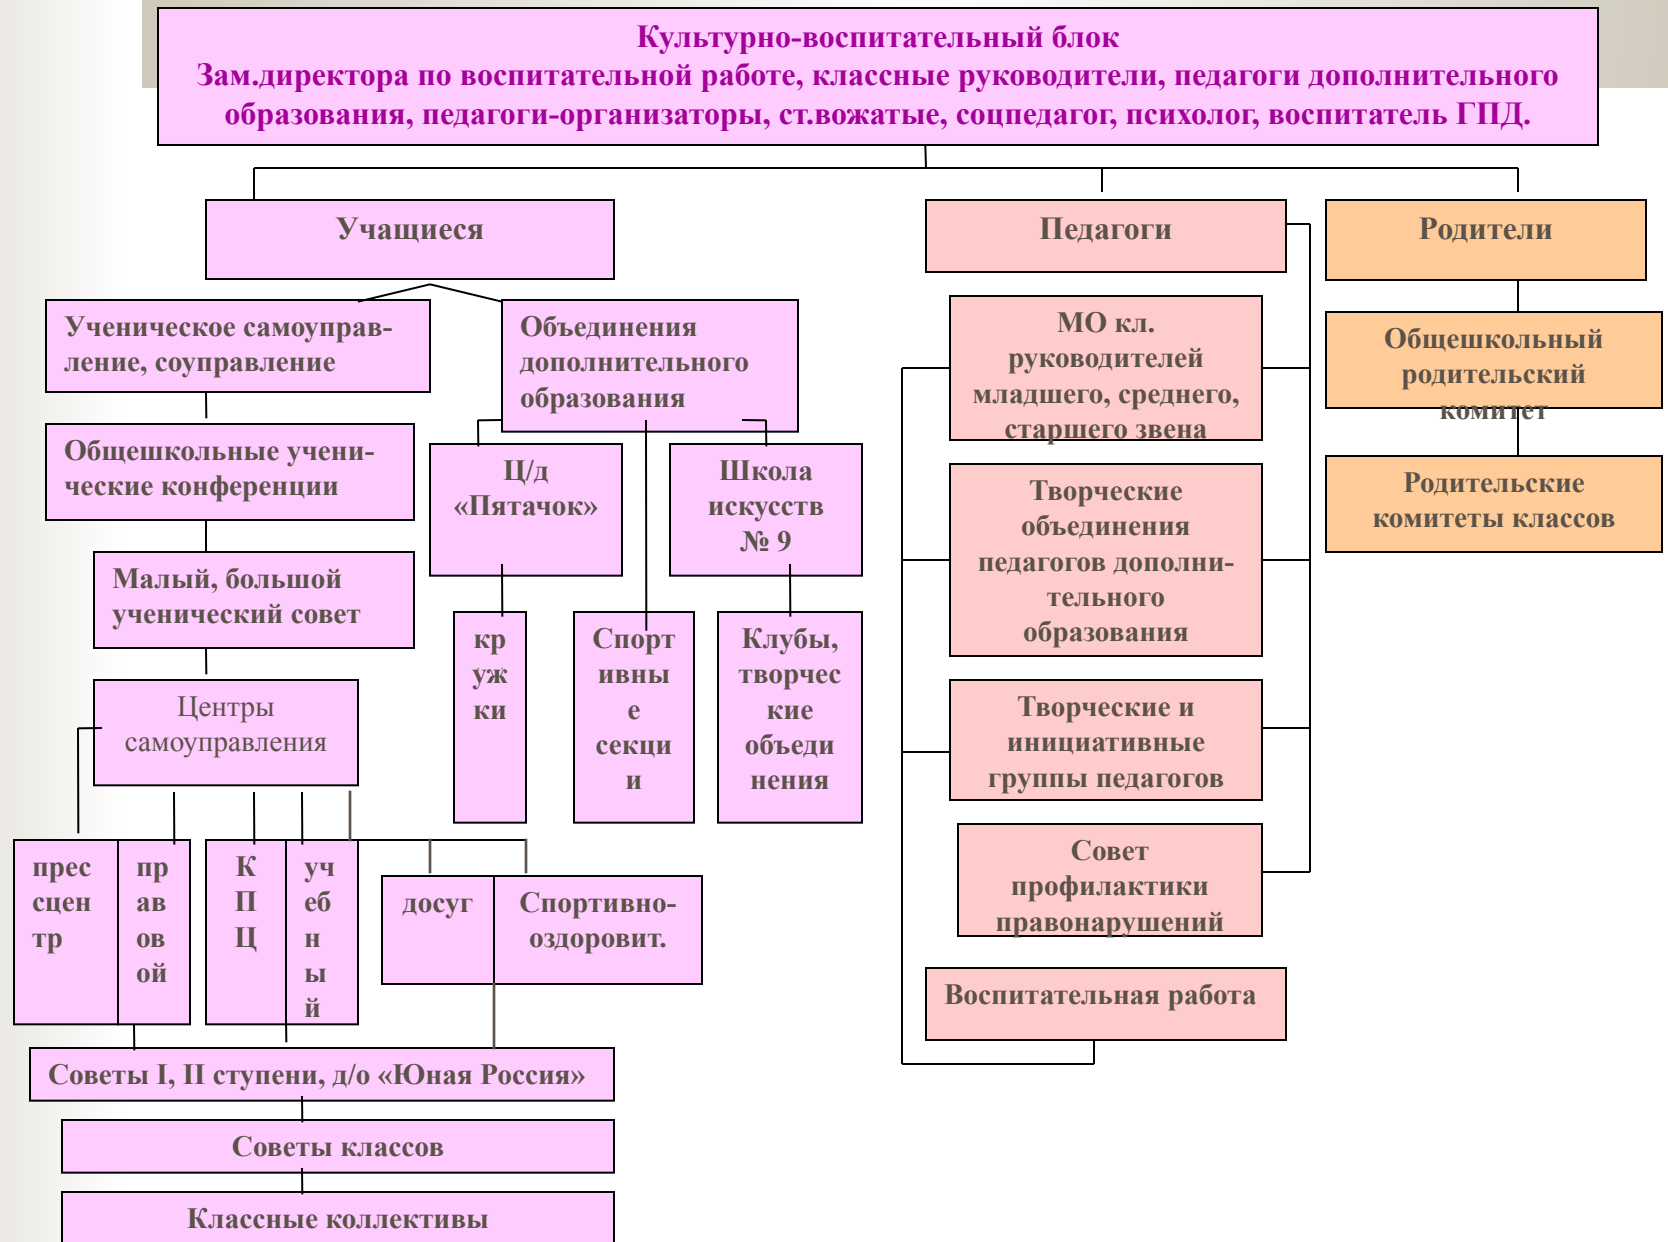 Культурно-воспитательный блок
Зам.директора по воспитательной работе, классные руководители, педагоги дополнительного
образования, педагоги-организаторы, ст.вожатые, соцпедагог, психолог, воспитатель ГПД.
Учащиеся
Ученическое самоуправ-
ление, соуправление
Общешкольные учени-
ческие конференции
Малый, большой
ученический совет
Центры
самоуправления
прес
сцен
тр
пр
ав
ов
ой
К
П
Ц
уч
еб
н
ы
й
досуг
Спортивно-
оздоровит.
Советы I, II ступени, д/о «Юная Россия»
Советы классов
Классные коллективы
Объединения
дополнительного
образования
Ц/д
«Пятачок»
Школа
искусств
№ 9
кр
уж
ки
Спорт
ивны
е
секци
и
Клубы,
творчес
кие
объеди
нения
Педагоги
МО кл.
руководителей
младшего, среднего,
старшего звена
Творческие
объединения
педагогов дополни-
тельного
образования
Творческие и
инициативные
группы педагогов
Совет
профилактики
правонарушений
Воспитательная работа
Родители
Общешкольный
родительский
комитет
Родительские
комитеты классов